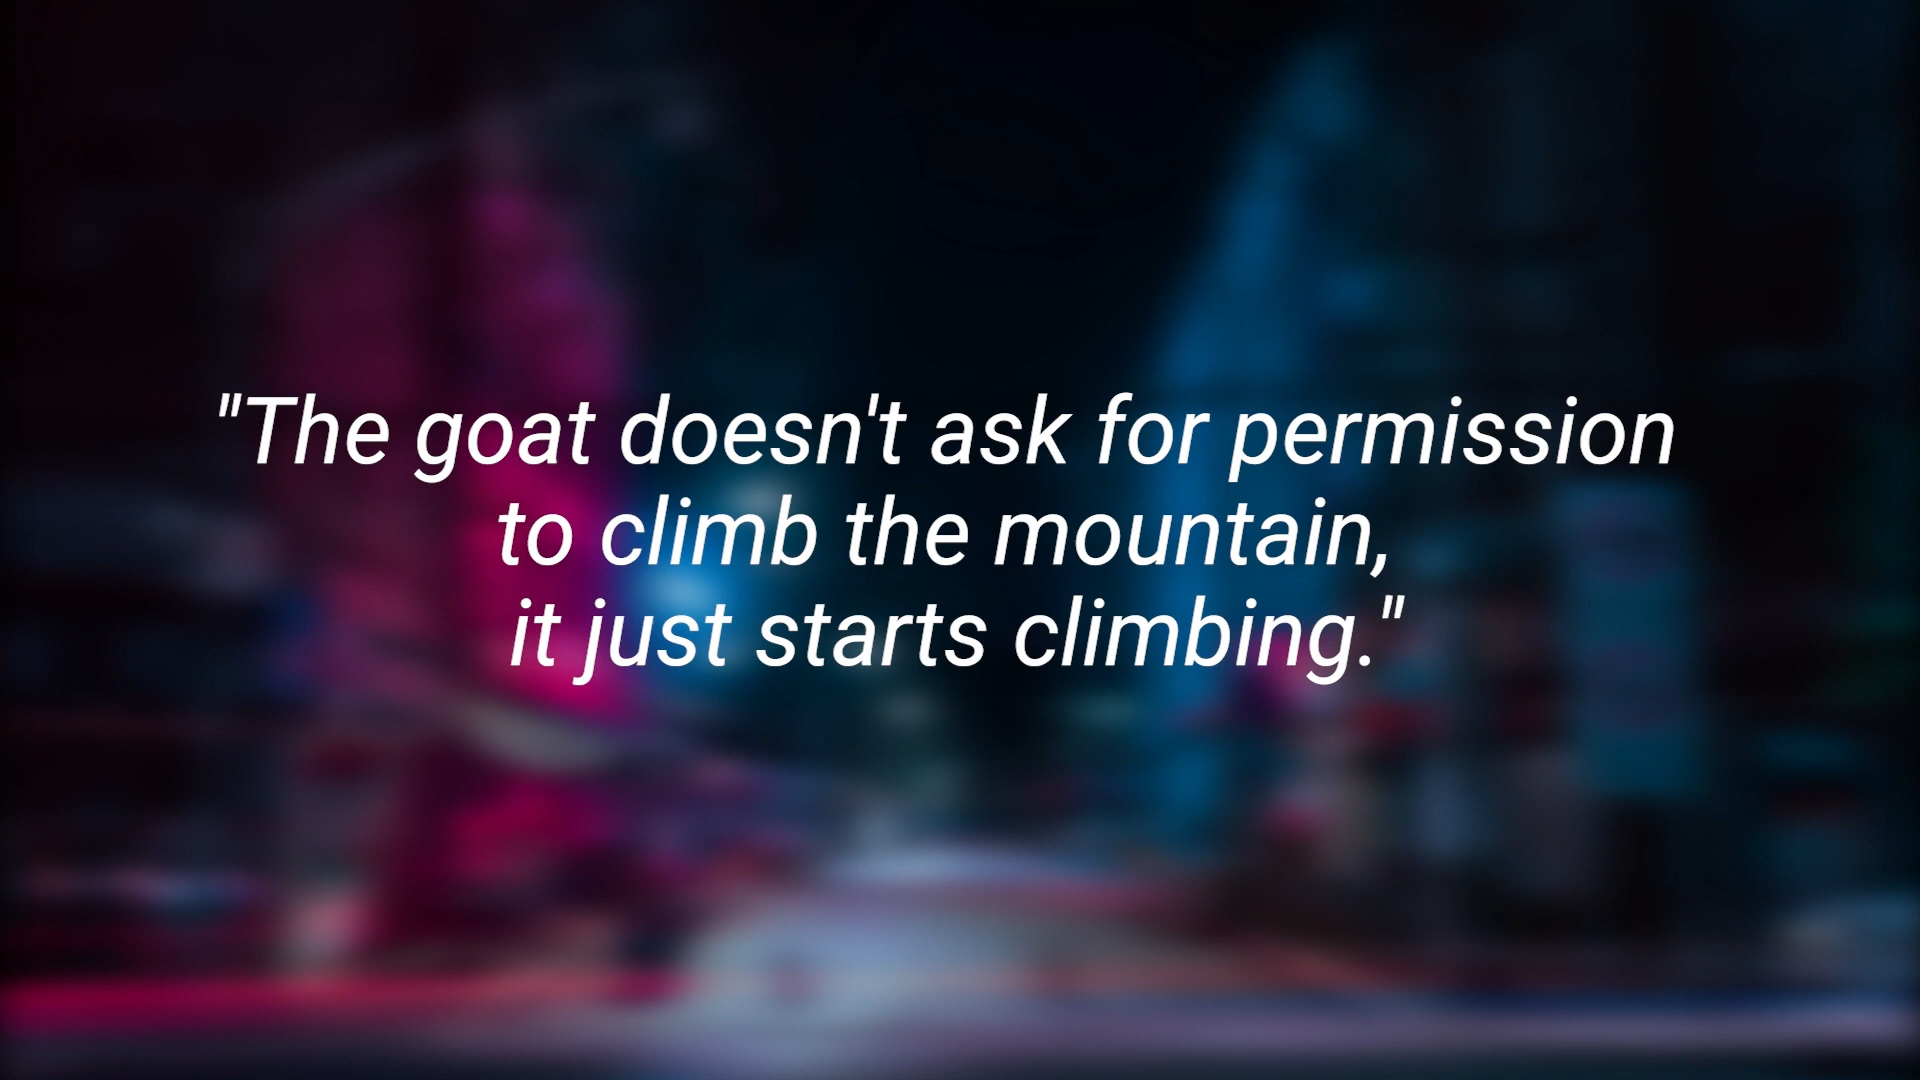 "The goat doesn't ask for permission
to climb the mountain,
it just starts climbing."